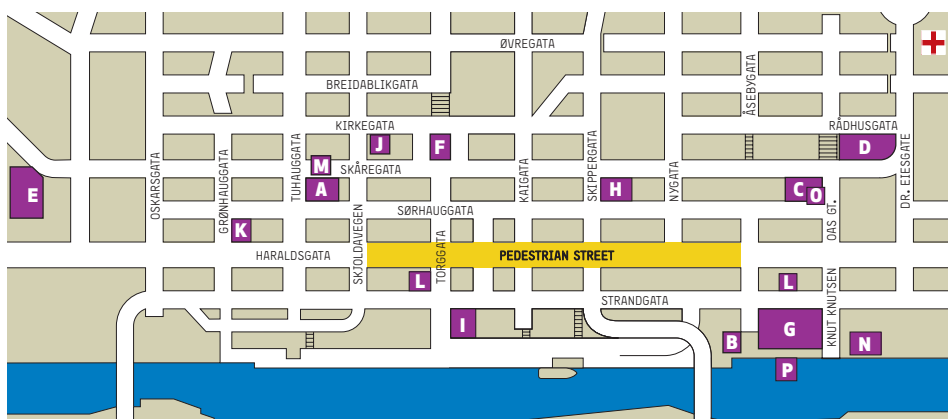 ØVREGATA
BREIDABLIKGATA
ÅSEBYGATA
KIRKEGATA
RÅDHUSGATA
J
F
D
M
SKÅREGATA
E
A
H
C
O
OSKARSGATA
GRØNHAUGGATA
TUHAUGGATA
KAIGATA
SKIPPERGATA
NYGATA
DR. EIESGATE
SØRHAUGGATA
K
OAS GT.
HARALDSGATA
SKJOLDAVEGEN
TORGGATA
PEDESTRIAN STREET
L
L
STRANDGATA
KNUT KNUTSEN
I
G
B
N
P